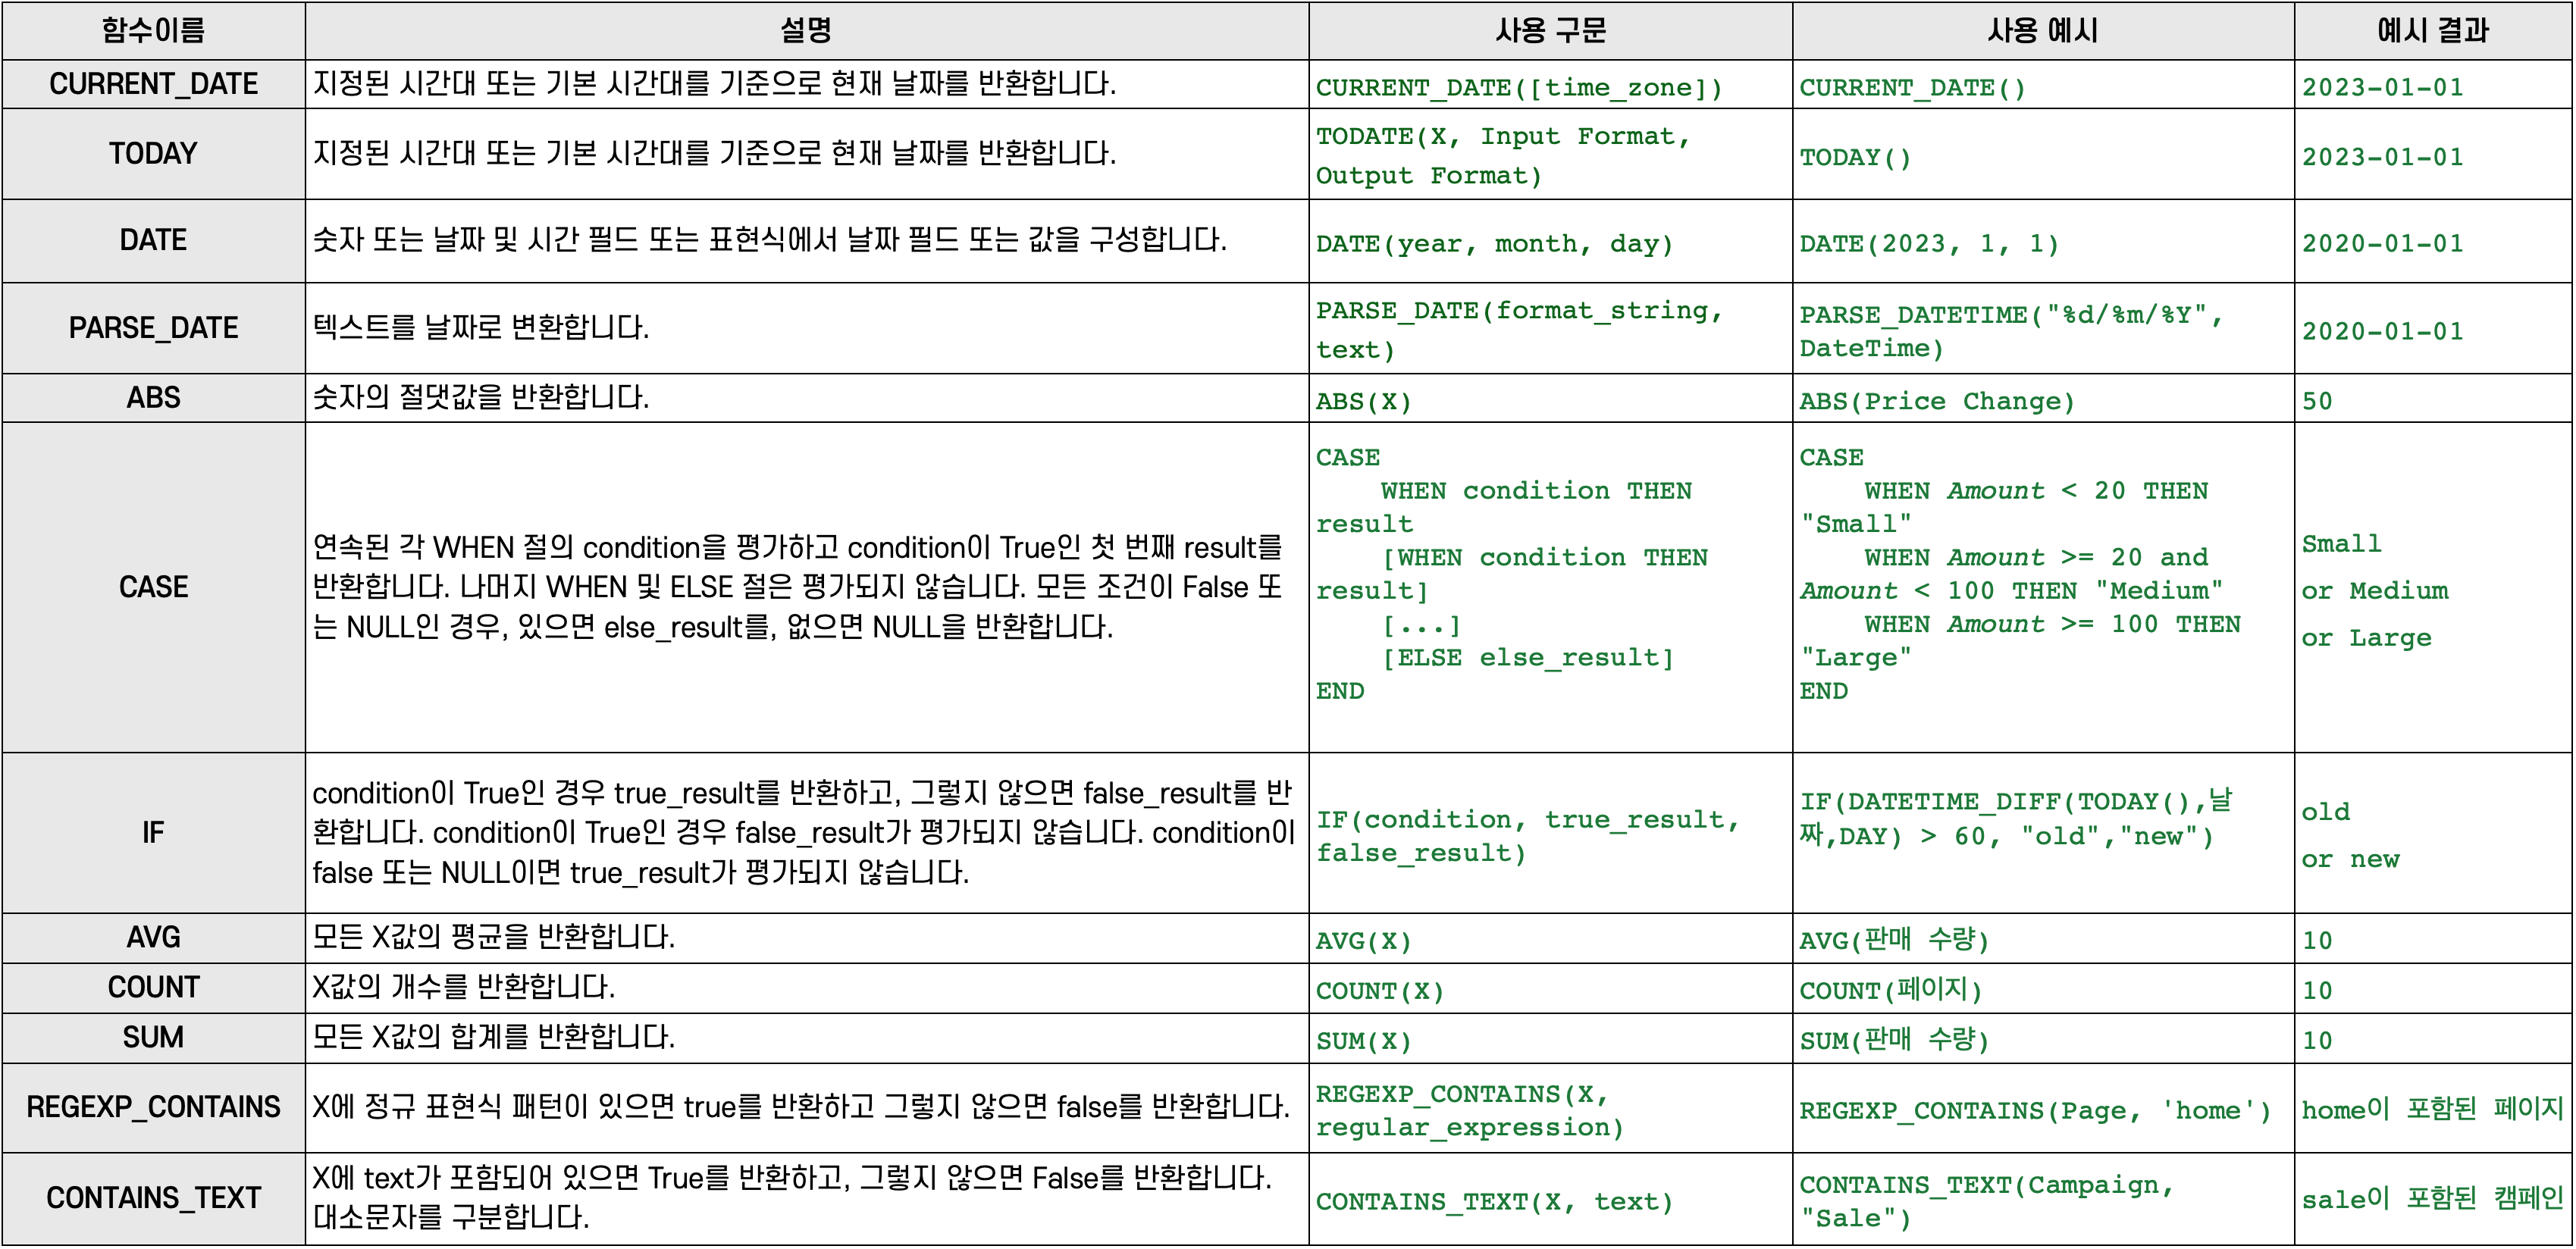 함수이름 설명 사용 구문 사용 예시 예시 결과
CURRENT_DATE 지정된 시간대 또는 기본 시간대를 기준으로 현재 날짜를 반환합니다. CURRENT_DATE([time_zone]) CURRENT_DATE() 2023-01-01
TODAY 지정된 시간대 또는 기본 시간대를 기준으로 현재 날짜를 반환합니다.
TODATE(X, Input Format,
Output Format)
TODAY() 2023-01-01
DATE 숫자 또는 날짜 및 시간 필드 또는 표현식에서 날짜 필드 또는 값을 구성합니다. DATE(year, month, day) DATE(2023, 1, 1) 2020-01-01
PARSE_DATE 텍스트를 날짜로 변환합니다.
PARSE_DATE(format_string,
text)
PARSE_DATETIME("%d/%m/%Y",
DateTime)
2020-01-01
ABS 숫자의 절댓값을 반환합니다. ABS(X) ABS(Price Change) 50
CASE
연속된 각 WHEN 절의 condition을 평가하고 condition이 True인 첫 번째 result를
반환합니다. 나머지 WHEN 및 ELSE 절은 평가되지 않습니다. 모든 조건이 False 또
는 NULL인 경우, 있으면 else_result를, 없으면 NULL을 반환합니다.
CASE
WHEN condition THEN
result
[WHEN condition THEN
result]
[...]
[ELSE else_result]
END
CASE
WHEN Amount < 20 THEN
"Small"
WHEN Amount >= 20 and
Amount < 100 THEN "Medium"
WHEN Amount >= 100 THEN
"Large"
END
Small
or Medium
or Large
IF
condition이 True인 경우 true_result를 반환하고, 그렇지 않으면 false_result를 반
환합니다. condition이 True인 경우 false_result가 평가되지 않습니다. condition이
false 또는 NULL이면 true_result가 평가되지 않습니다.
IF(condition, true_result,
false_result)
IF(DATETIME_DIFF(TODAY(),날
짜,DAY) > 60, "old","new")
old
or new
AVG 모든 X값의 평균을 반환합니다. AVG(X) AVG(판매 수량) 10
COUNT X값의 개수를 반환합니다. COUNT(X) COUNT(페이지) 10
SUM 모든 X값의 합계를 반환합니다. SUM(X) SUM(판매 수량) 10
REGEXP_CONTAINS X에 정규 표현식 패턴이 있으면 true를 반환하고 그렇지 않으면 false를 반환합니다.
REGEXP_CONTAINS(X,
regular_expression)
REGEXP_CONTAINS(Page, 'home') home이 포함된 페이지
CONTAINS_TEXT
X에 text가 포함되어 있으면 True를 반환하고, 그렇지 않으면 False를 반환합니다.
대소문자를 구분합니다.
CONTAINS_TEXT(X, text)
CONTAINS_TEXT(Campaign,
"Sale")
sale이 포함된 캠페인